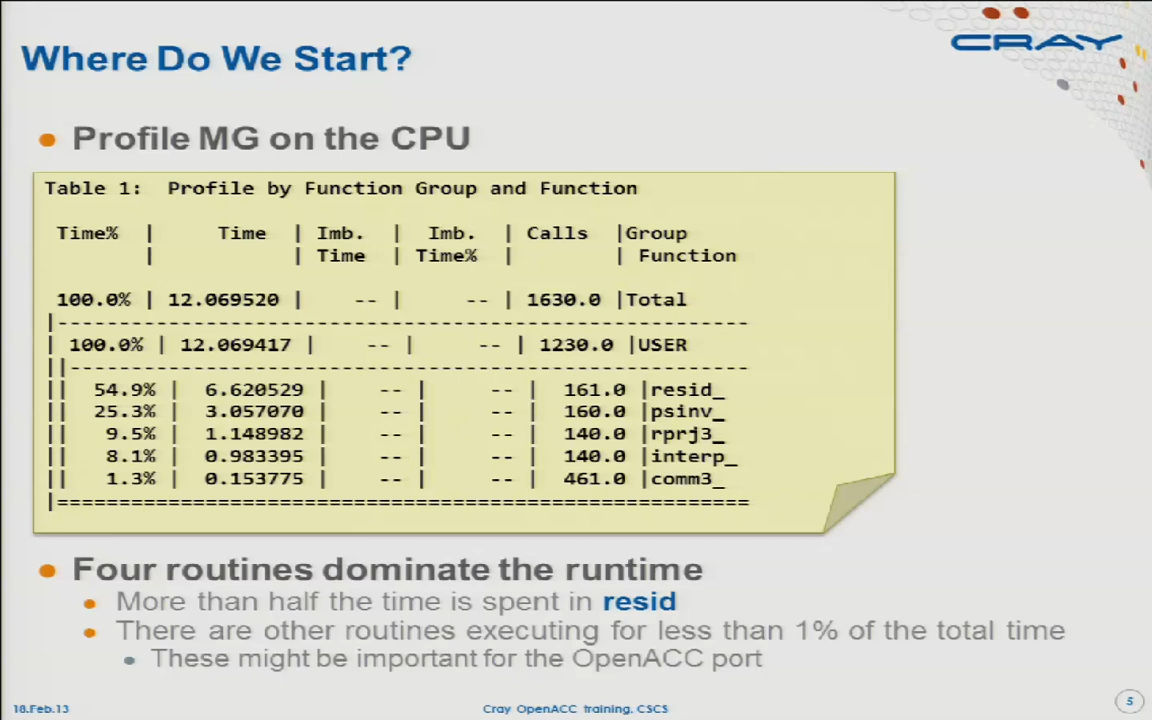 Where Do We Start?
CRAY
• Profile MG on the CPU
Table 1:  Profile by Function Group and Function
Time% |     Time | Imb. | Imb. | Calls |Group
      |          | Time | Time% |      | Function
100.0% | 12.069520 |   -- |   -- | 1630.0 |Total
|--------------------------------------------------------
| 100.0% | 12.069417 |   -- |   -- | 1230.0 |USER
||-------------------------------------------------------
||  54.9% |  6.620529 |   -- |   -- |  161.0 |resid_
||  25.3% |  3.057070 |   -- |   -- |  160.0 |psinv_
||   9.5% |  1.148982 |   -- |   -- |  140.0 |rprj3_
||   8.1% |  0.983395 |   -- |   -- |  140.0 |interp_
||   1.3% |  0.153775 |   -- |   -- |  461.0 |comm3_
|========================================================
• Four routines dominate the runtime
• More than half the time is spent in resid
• There are other routines executing for less than 1% of the total time
• These might be important for the OpenACC port
18.Feb.13
Cray OpenACC training, CSCS
5